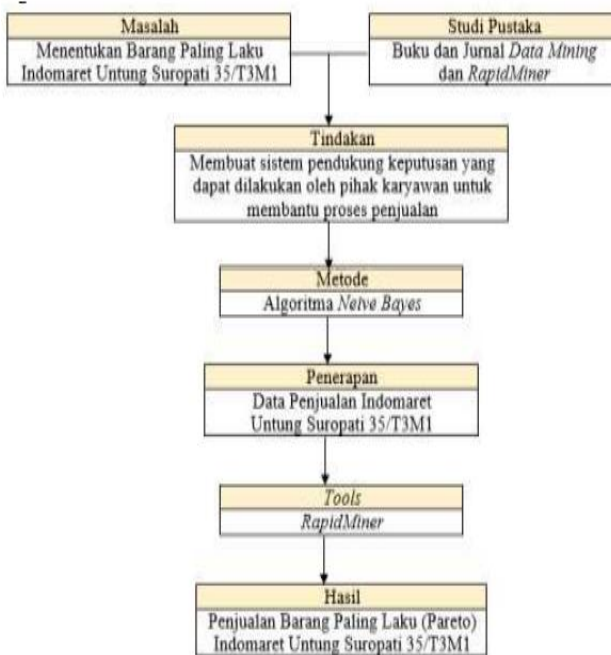 Masalah
Menentukan Barang Paling Laku
Indomaret Untung Suropati 35/T3M1
Studi Pustaka
Buku dan Jurnal Data Mining
dan RapidMiner
Tindakan
Membuat sistem pendukung keputusan yang
dapat dilakukan oleh pihak karyawan untuk
membantu proses penjualan
Metode
Algoritma Neive Bayes
Penerapan
Data Penjualan Indomaret
Untung Suropati 35/T3M1
Tools
RapidMiner
Hasil
Penjualan Barang Paling Laku (Pareto)
Indomaret Untung Suropati 35/T3M1